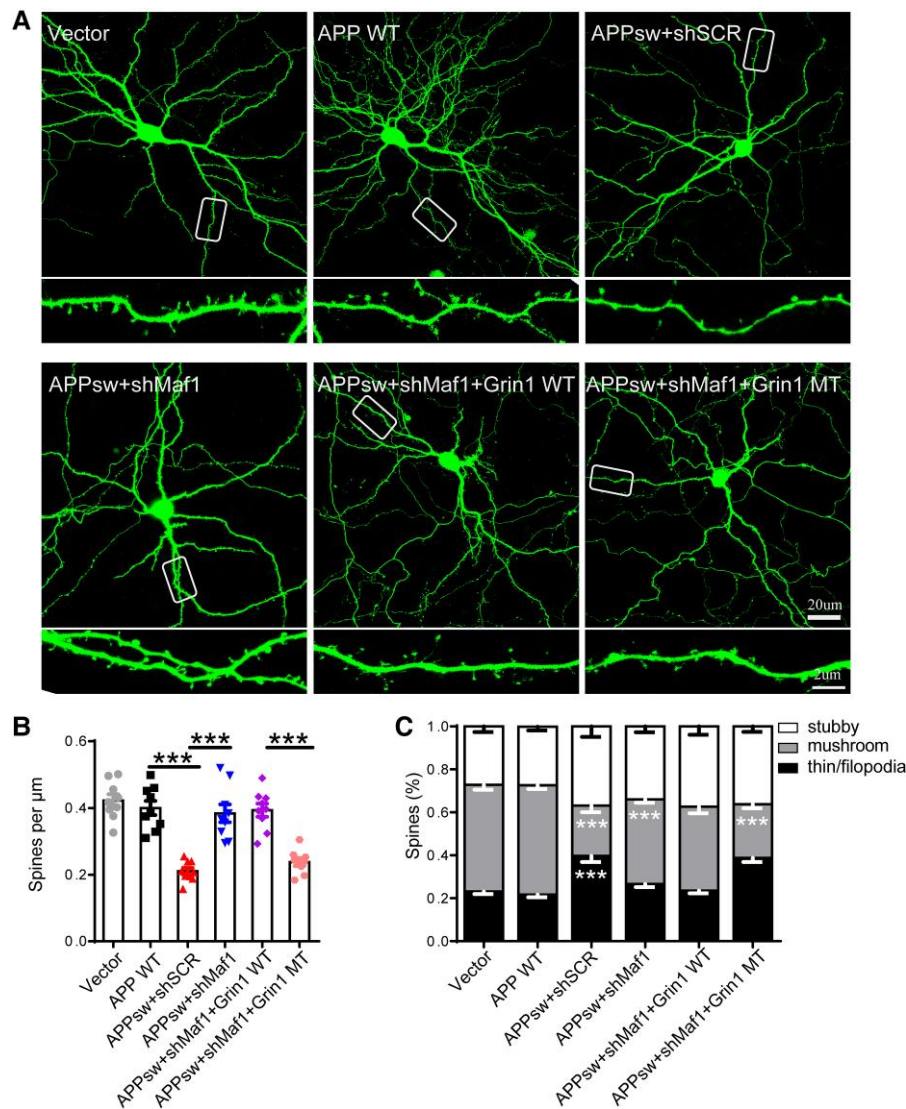 A
Vector
APP WT
APPsw+shSCR
APPsw+shMaf1
APPsw+shMaf1+Grin1 WT
APPsw+shMaf1+Grin1 MT
20um
2um
B
***
***
***
0.6
0.4
0.2
0.0
Spines per μm
Vector
APP WT
APPsw+shSCR
APPsw+shMaf1
APPsw+shMaf1+Grin1 WT
APPsw+shMaf1+Grin1 MT
C
stubby
mushroom
thin/filopodia
1.0
0.8
0.6
0.4
0.2
0.0
Spines (%)
***
***
***
***
Vector
APP WT
APPsw+shSCR
APPsw+shMaf1
APPsw+shMaf1+Grin1 WT
APPsw+shMaf1+Grin1 MT